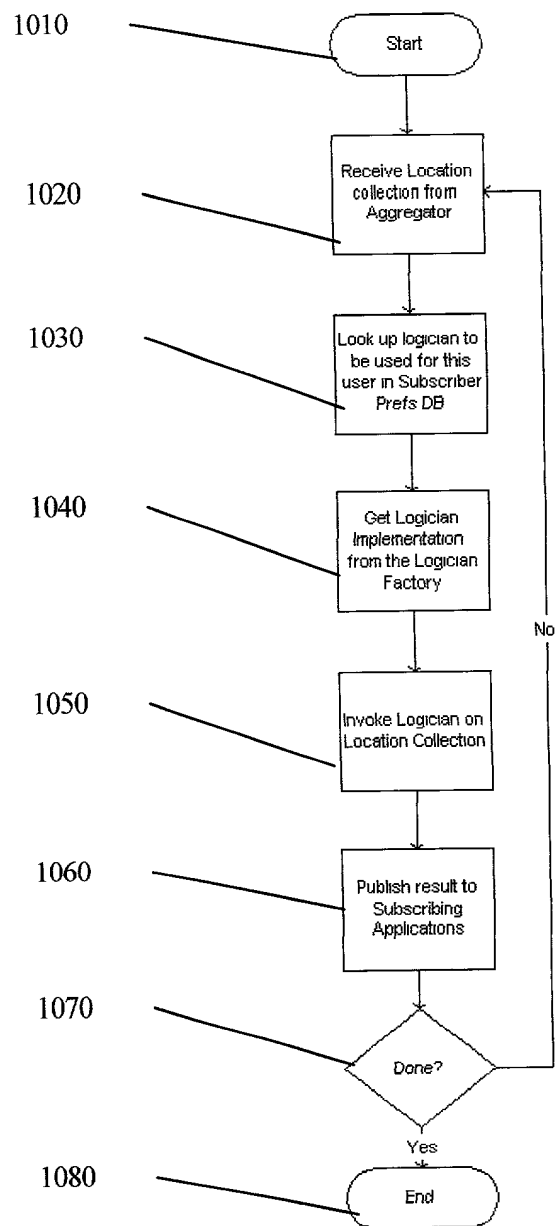 1010
Start
1020
Receive Location
collection from
Aggregator
1030
Look up logician to
be used for this
user in Subscriber
Prefs DB
1040
Get Logician
Implementation
from the Logician
Factory
No
1050
Invoke Logician on
Location Collection
1060
Publish result to
Subscribing
Applications
1070
Done?
Yes
1080
End